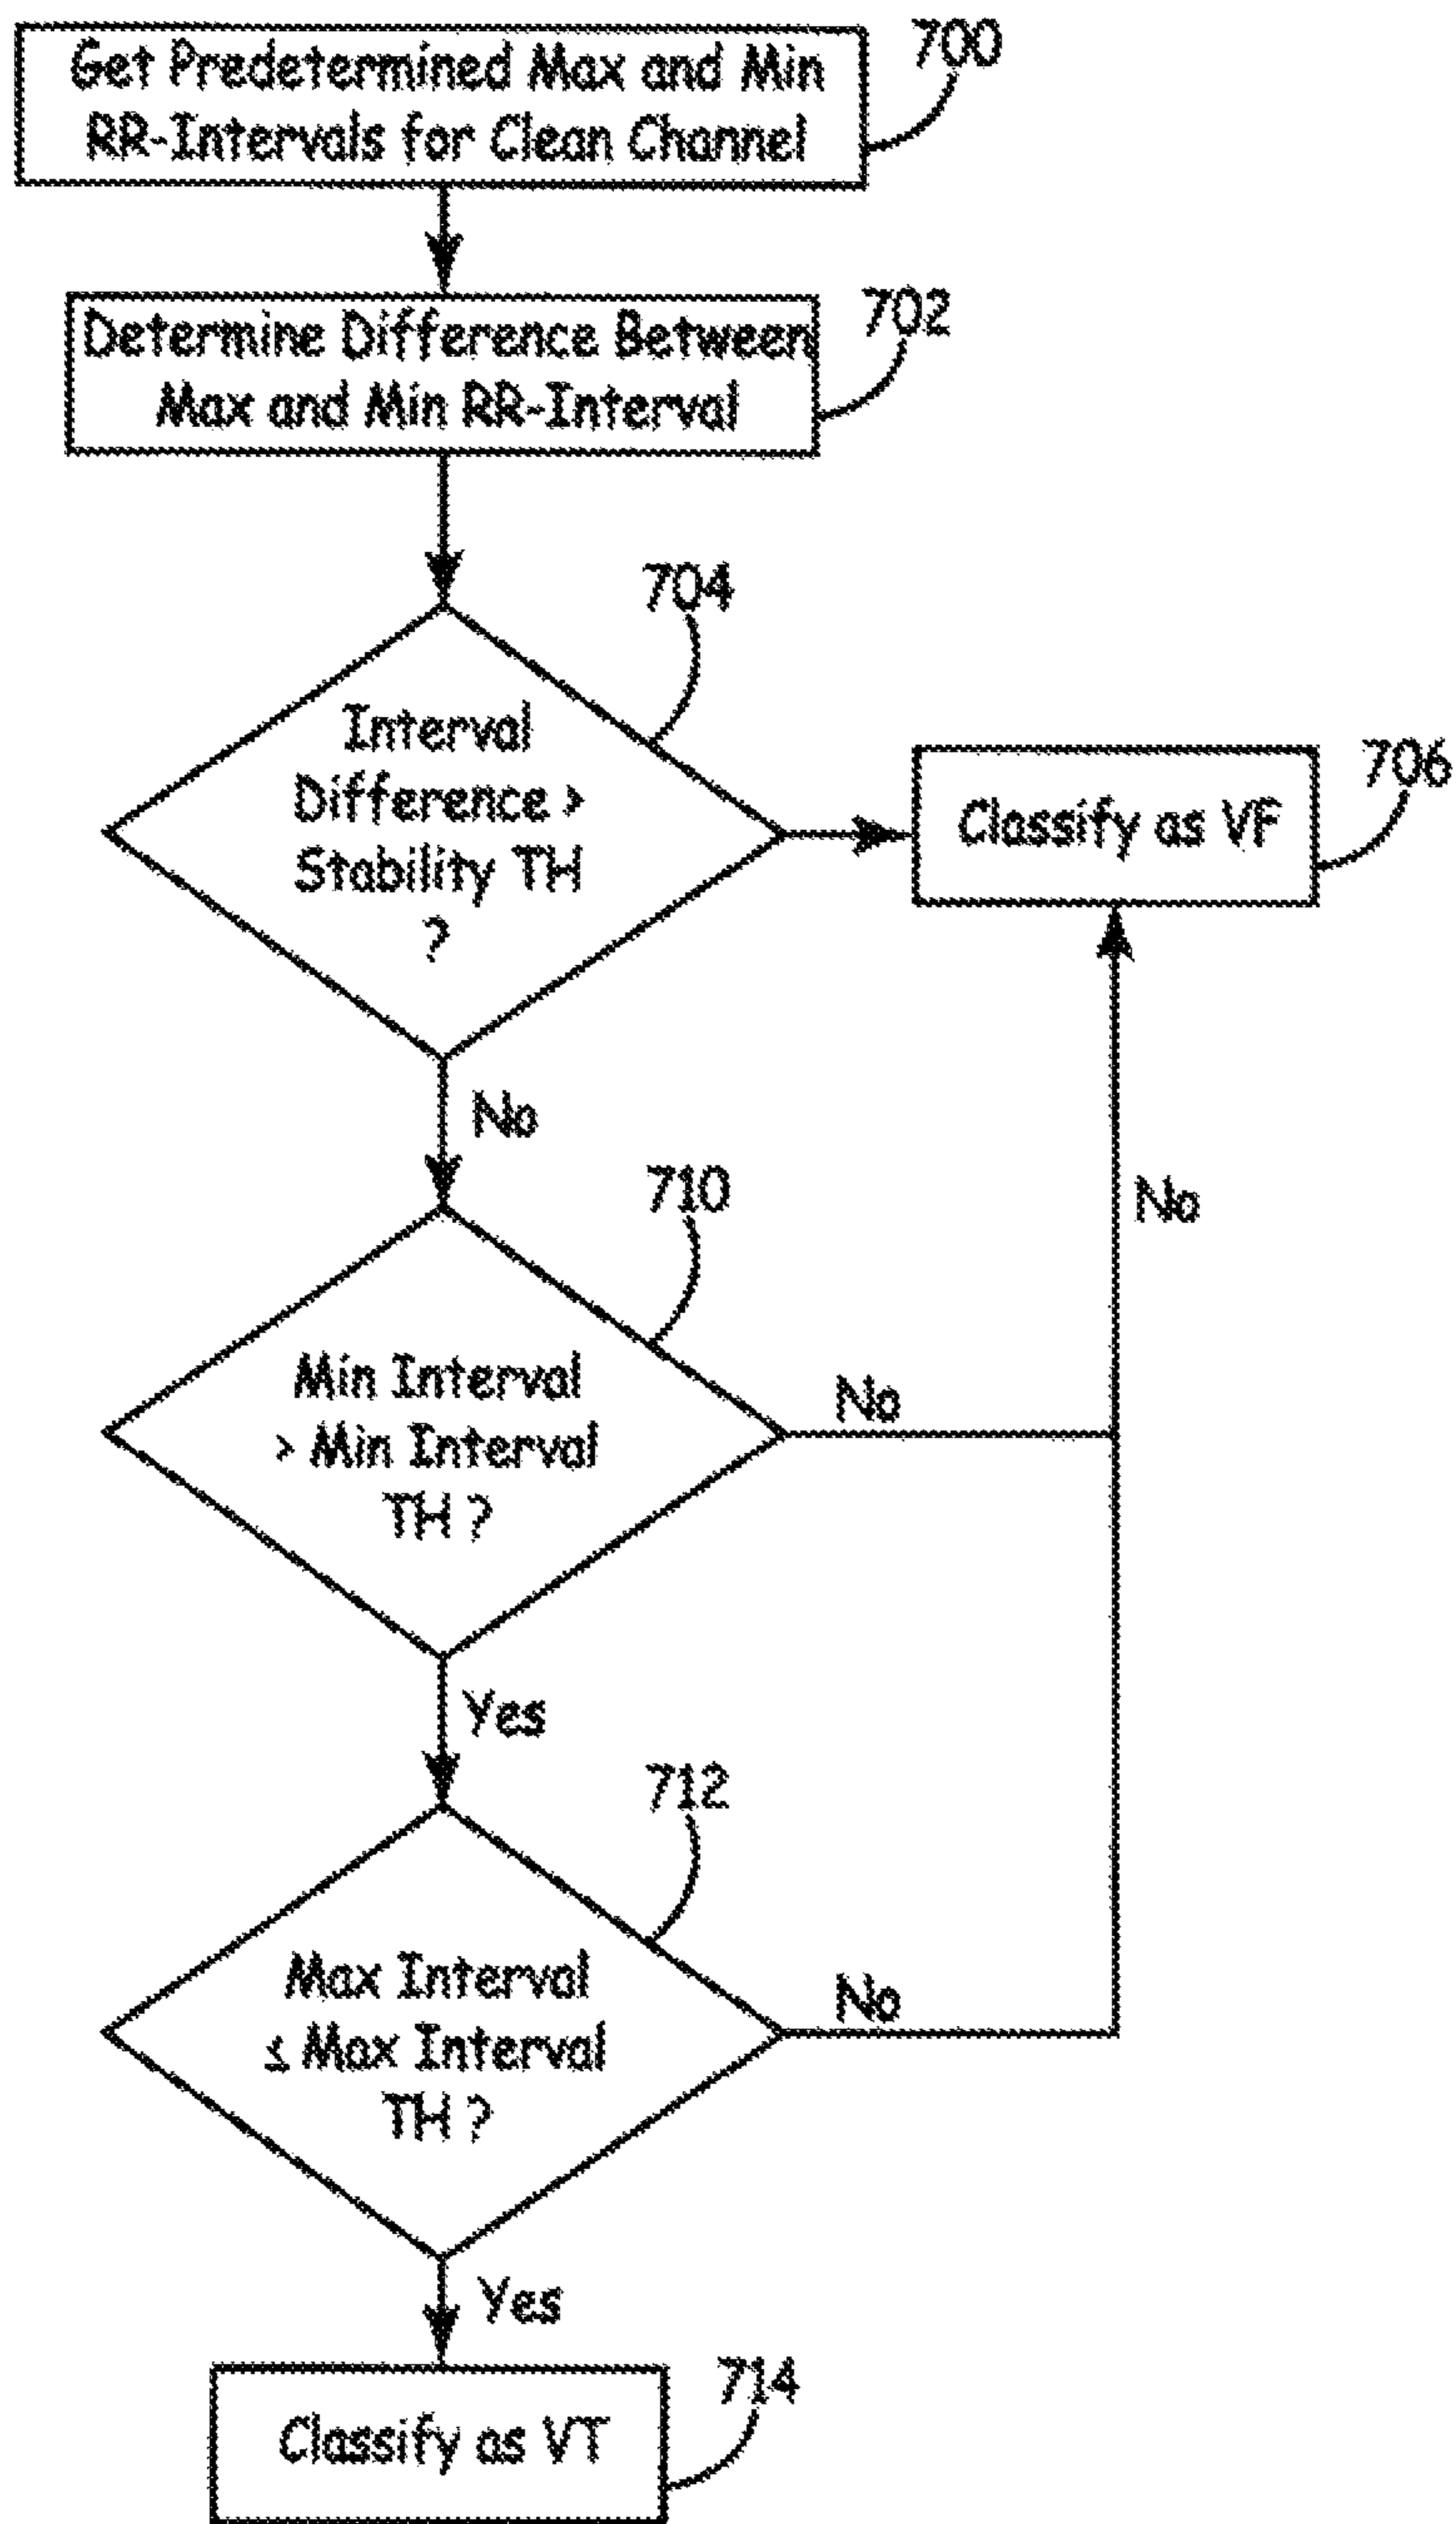 Get Predetermined Max and Min
RR-Intervals for Clean Channel
700
Determine Difference Between
Max and Min RR-Interval
702
704
Interval
Difference >
Stability TH
?
Classify as VF
706
No
710
Min Interval
> Min Interval
TH ?
No
No
Yes
712
Max Interval
≤ Max Interval
TH ?
No
Yes
Classify as VT
714